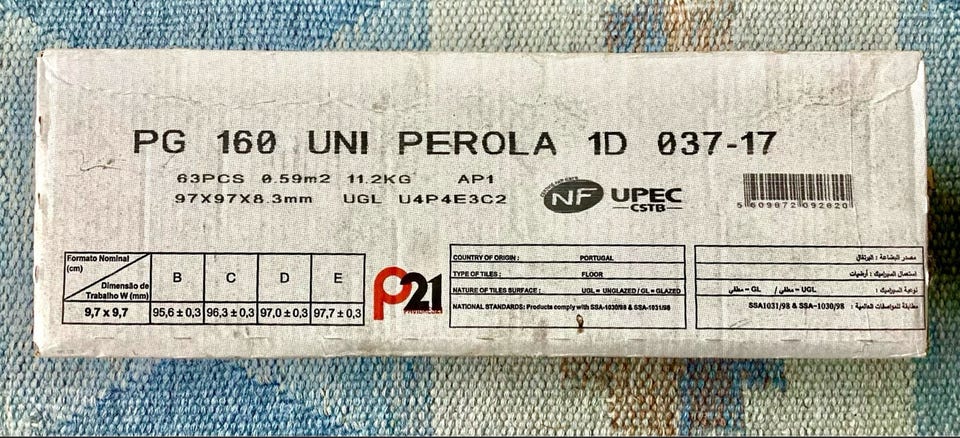 PG 160 UNI PEROLA 1D 037-17
63PCS 0.59m2 11.2KG AP1
97X97X8.3mm UGL U4P4E3C2
NF
UPEC
CSTB
5609872092820
Formato Nominal
(cm)
Dimensão de
Trabalho W (mm)
B C D E
9,7 x 9,7 95,6 ± 0,3 96,3 ± 0,3 97,0 ± 0,3 97,7 ± 0,3
P21
COUNTRY OF ORIGIN : PORTUGAL
TYPE OF TILES : FLOOR
NATURE OF TILES SURFACE : UGL = UNGLAZED / GL = GLAZED
NATIONAL STANDARDS: Products comply with SSA-1030/98 & SSA-1031/98
مصدر البضاعة : البرتغال
استعمال السيراميك : أرضيات
نوعية السيراميك : UGL – مطفي / GL – مطفي
مطابقة للمواصفات العالمية : SSA1031/98 & SSA-1030/98